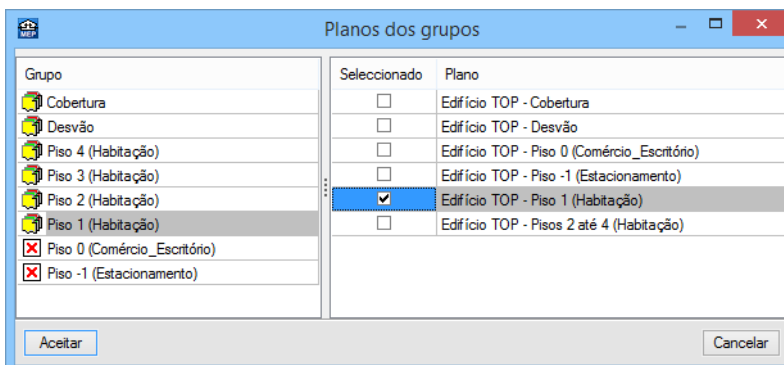 MEP Planos dos grupos
Grupo
Cobertura
Desvão
Piso 4 (Habitação)
Piso 3 (Habitação)
Piso 2 (Habitação)
Piso 1 (Habitação)
Piso 0 (Comércio_Escritório)
Piso -1 (Estacionamento)
Seleccionado Plano
Edifício TOP - Cobertura
Edifício TOP - Desvão
Edifício TOP - Piso 0 (Comércio_Escritório)
Edifício TOP - Piso -1 (Estacionamento)
Edifício TOP - Piso 1 (Habitação)
Edifício TOP - Pisos 2 até 4 (Habitação)
Aceitar Cancelar